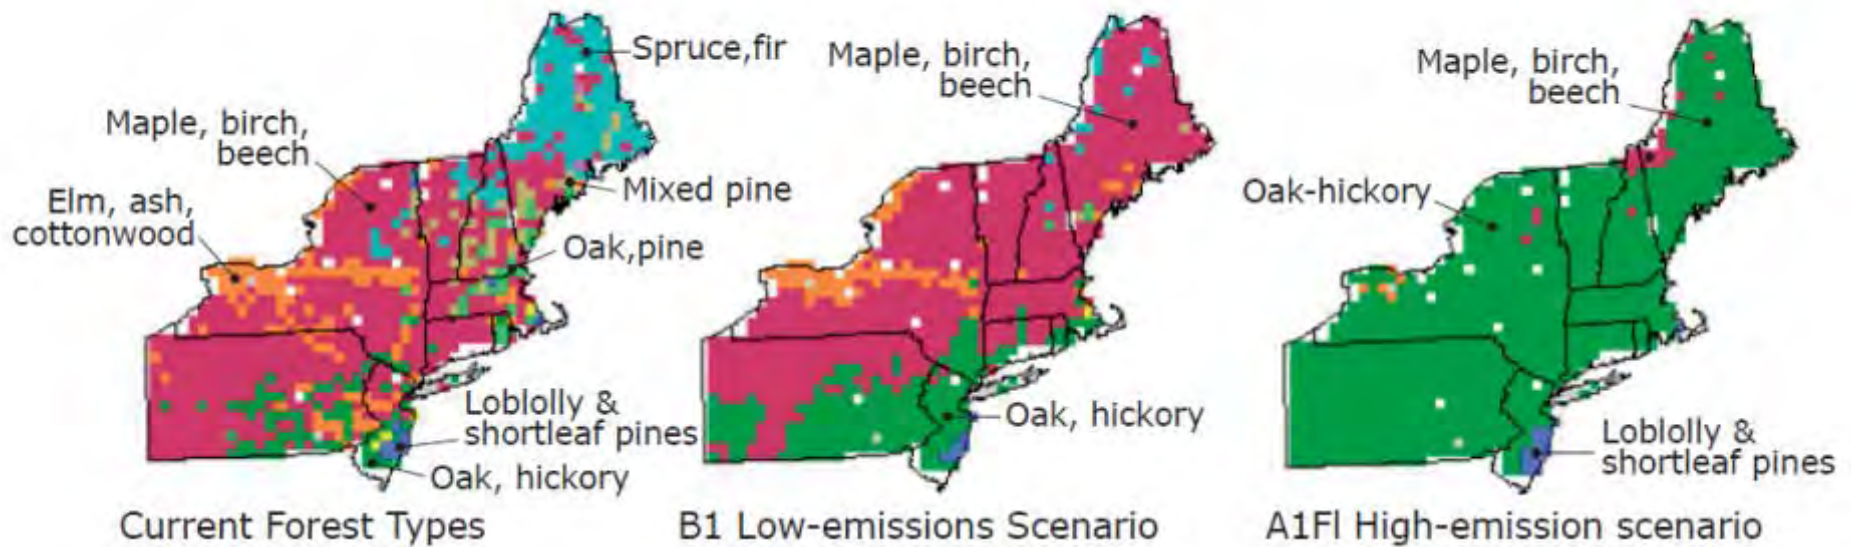 Spruce,fir
Maple, birch,
beech
Elm, ash,
cottonwood
Mixed pine
Oak,pine
Loblolly &
shortleaf pines
Oak, hickory
Current Forest Types
Maple, birch,
beech
Oak, hickory
B1 Low-emissions Scenario
Maple, birch,
beech
Oak-hickory
Loblolly &
shortleaf pines
A1Fl High-emission scenario